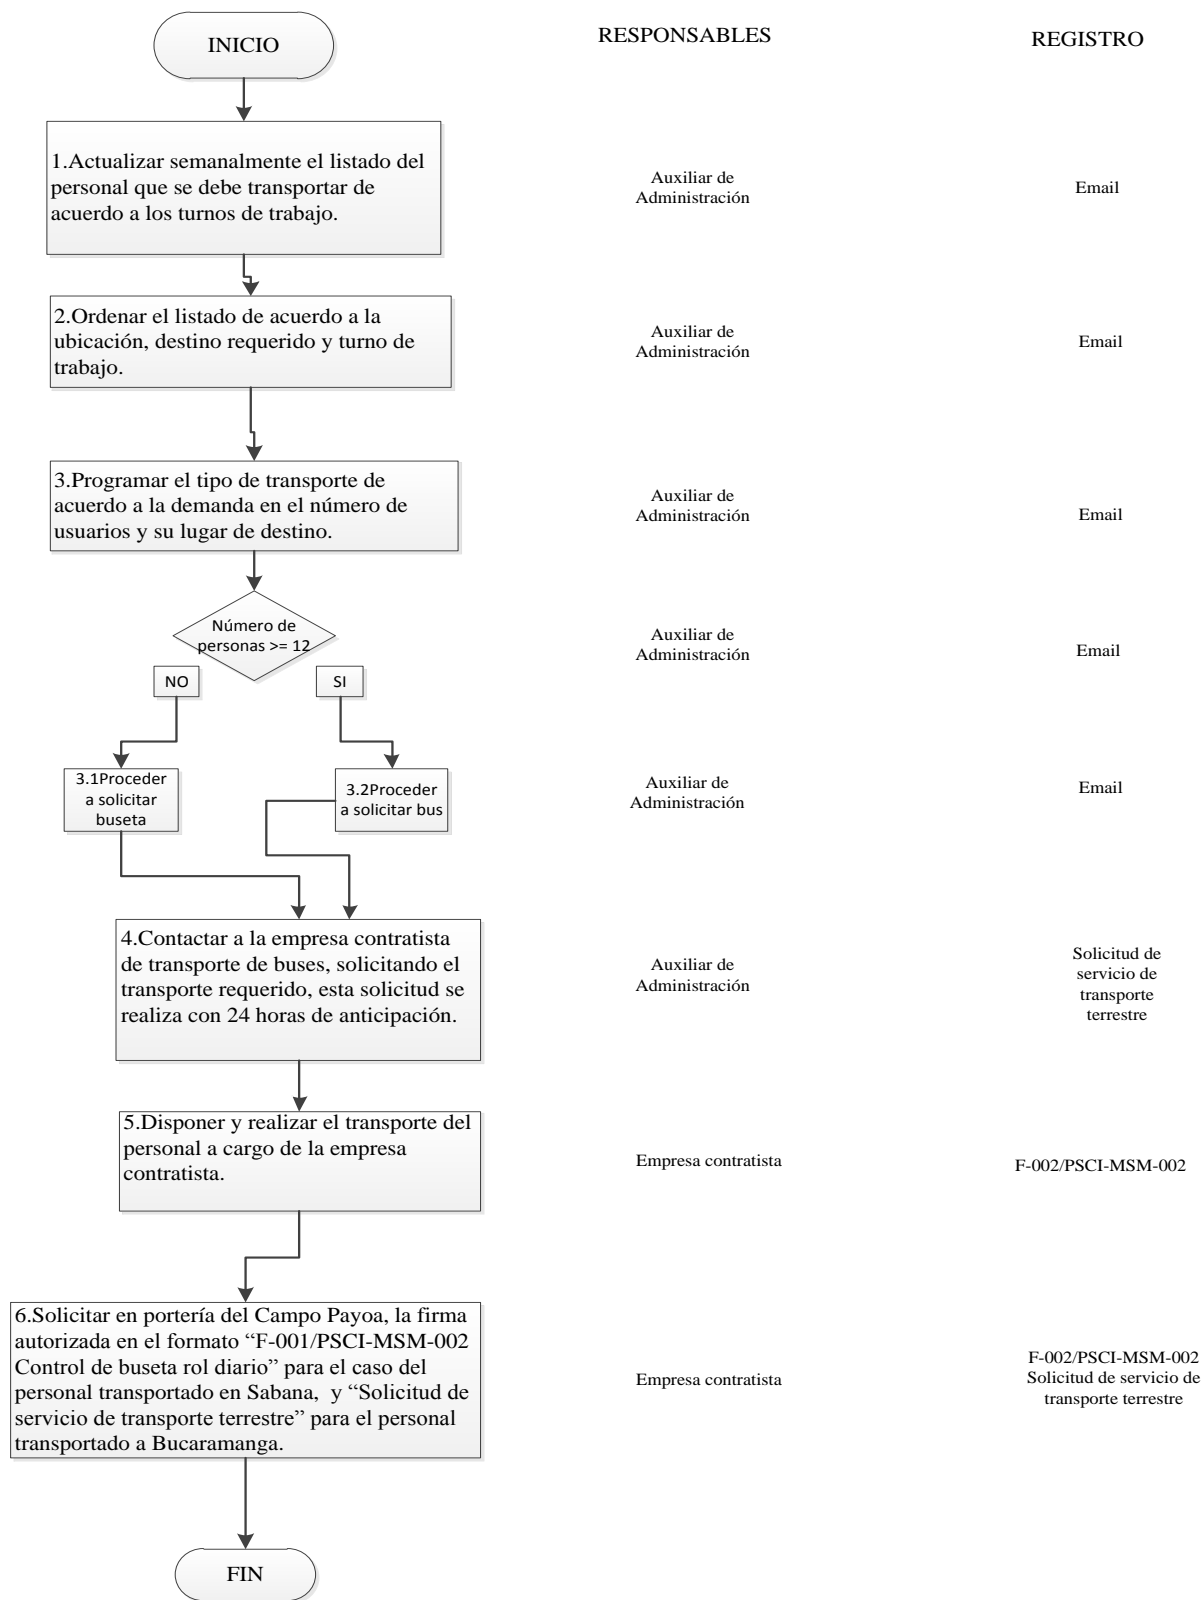 INICIO
RESPONSABLES
REGISTRO
1.Actualizar semanalmente el listado del
personal que se debe transportar de
acuerdo a los turnos de trabajo.
Auxiliar de
Administración
Email
2.Ordenar el listado de acuerdo a la
ubicación, destino requerido y turno de
trabajo.
Auxiliar de
Administración
Email
3.Programar el tipo de transporte de
acuerdo a la demanda en el número de
usuarios y su lugar de destino.
Auxiliar de
Administración
Email
Número de
personas >= 12
Auxiliar de
Administración
Email
NO
SI
3.1Proceder
a solicitar
buseta
3.2Proceder
a solicitar bus
Auxiliar de
Administración
Email
4.Contactar a la empresa contratista
de transporte de buses, solicitando el
transporte requerido, esta solicitud se
realiza con 24 horas de anticipación.
Auxiliar de
Administración
Solicitud de
servicio de
transporte
terrestre
5.Disponer y realizar el transporte del
personal a cargo de la empresa
contratista.
Empresa contratista
F-002/PSCI-MSM-002
6.Solicitar en portería del Campo Payoa, la firma
autorizada en el formato “F-001/PSCI-MSM-002
Control de buseta rol diario” para el caso del
personal transportado en Sabana, y “Solicitud de
servicio de transporte terrestre” para el personal
transportado a Bucaramanga.
Empresa contratista
F-002/PSCI-MSM-002
Solicitud de servicio de
transporte terrestre
FIN